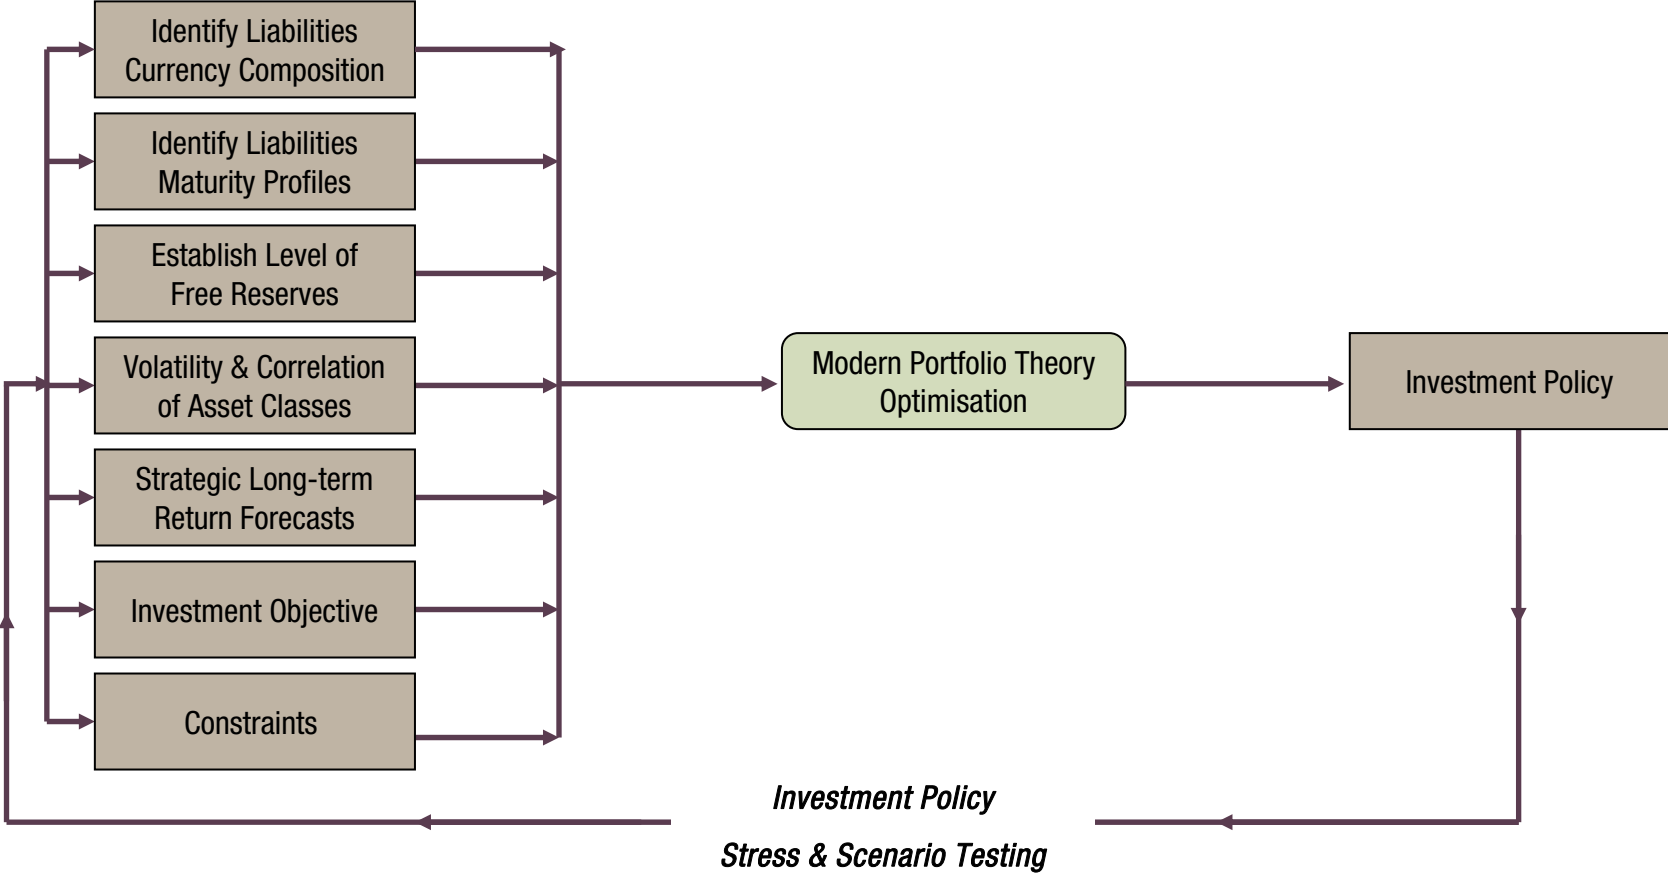 Identify Liabilities
Currency Composition
Identify Liabilities
Maturity Profiles
Establish Level of
Free Reserves
Volatility & Correlation
of Asset Classes
Strategic Long-term
Return Forecasts
Investment Objective
Constraints
Modern Portfolio Theory
Optimisation
Investment Policy
Investment Policy
Stress & Scenario Testing